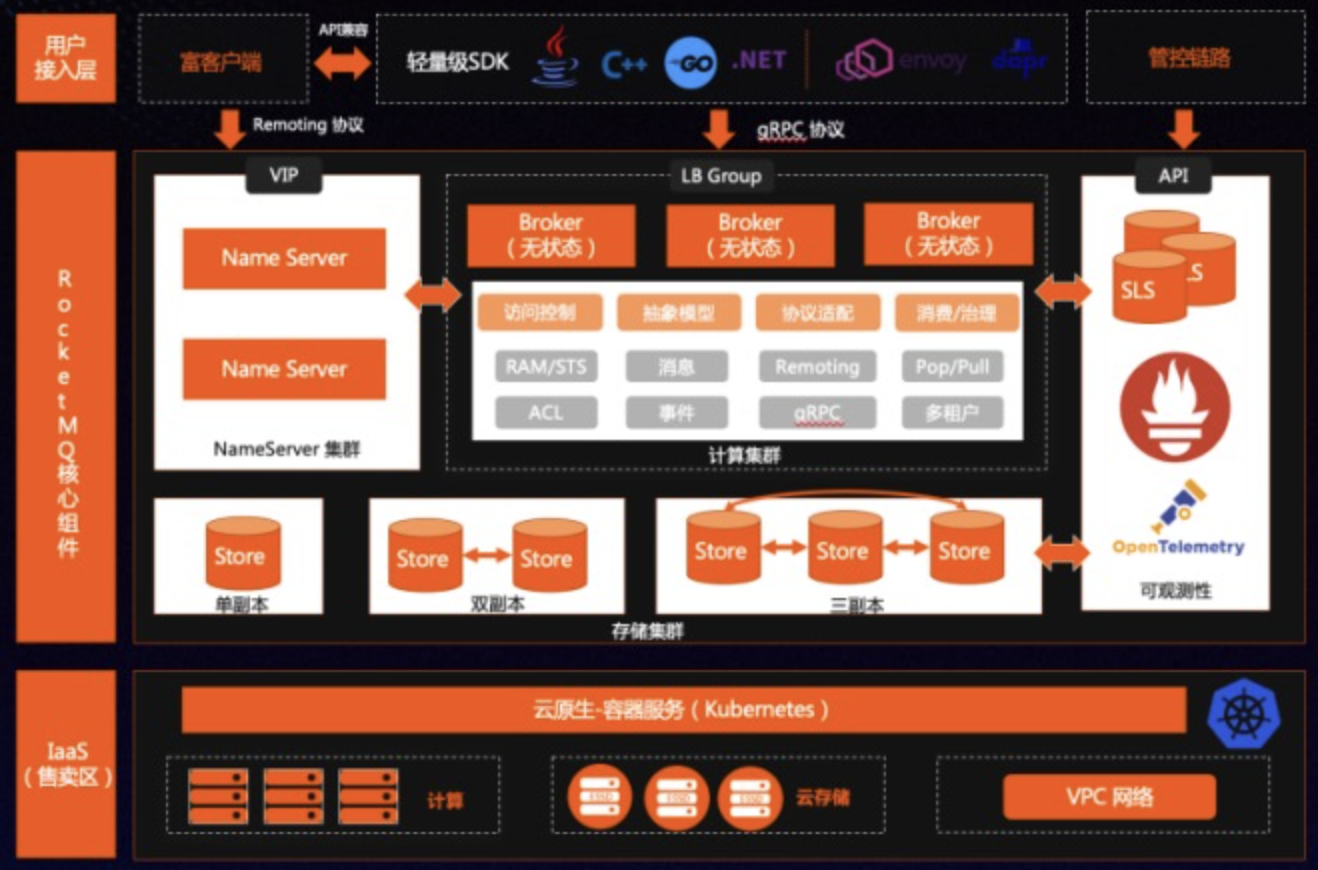 用户
接入层
富客户端
API兼容
轻量级SDK
C++
GO
.NET
envoy
dapr
管控链路
Remoting 协议
gRPC 协议
RocketMQ核心组件
VIP
Name Server
Name Server
NameServer 集群
LB Group
Broker
（无状态）
Broker
（无状态）
Broker
（无状态）
访问控制
抽象模型
协议适配
消费/治理
RAM/STS
消息
Remoting
Pop/Pull
ACL
事件
gRPC
多租户
计算集群
API
SLS
LS
OpenTelemetry
可观测性
Store
单副本
Store
Store
双副本
Store
Store
Store
三副本
存储集群
IaaS
（售卖区）
云原生-容器服务（Kubernetes）
计算
ESSD
ESSD
ESSD
云存储
VPC 网络